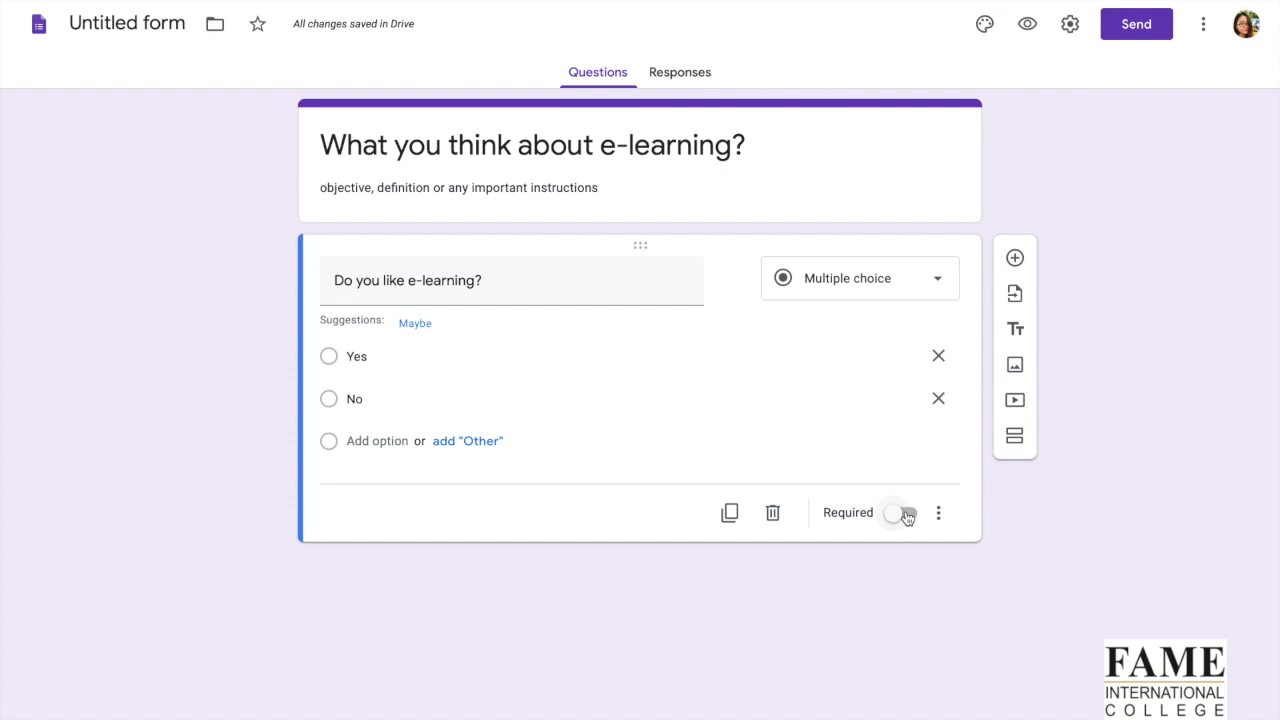 Untitled form
All changes saved in Drive
Send
Questions Responses
What you think about e-learning?
objective, definition or any important instructions
Do you like e-learning?
Multiple choice
Suggestions: Maybe
Yes
No
Add option or add "Other"
Required
FAME
INTERNATIONAL
COLLEGE